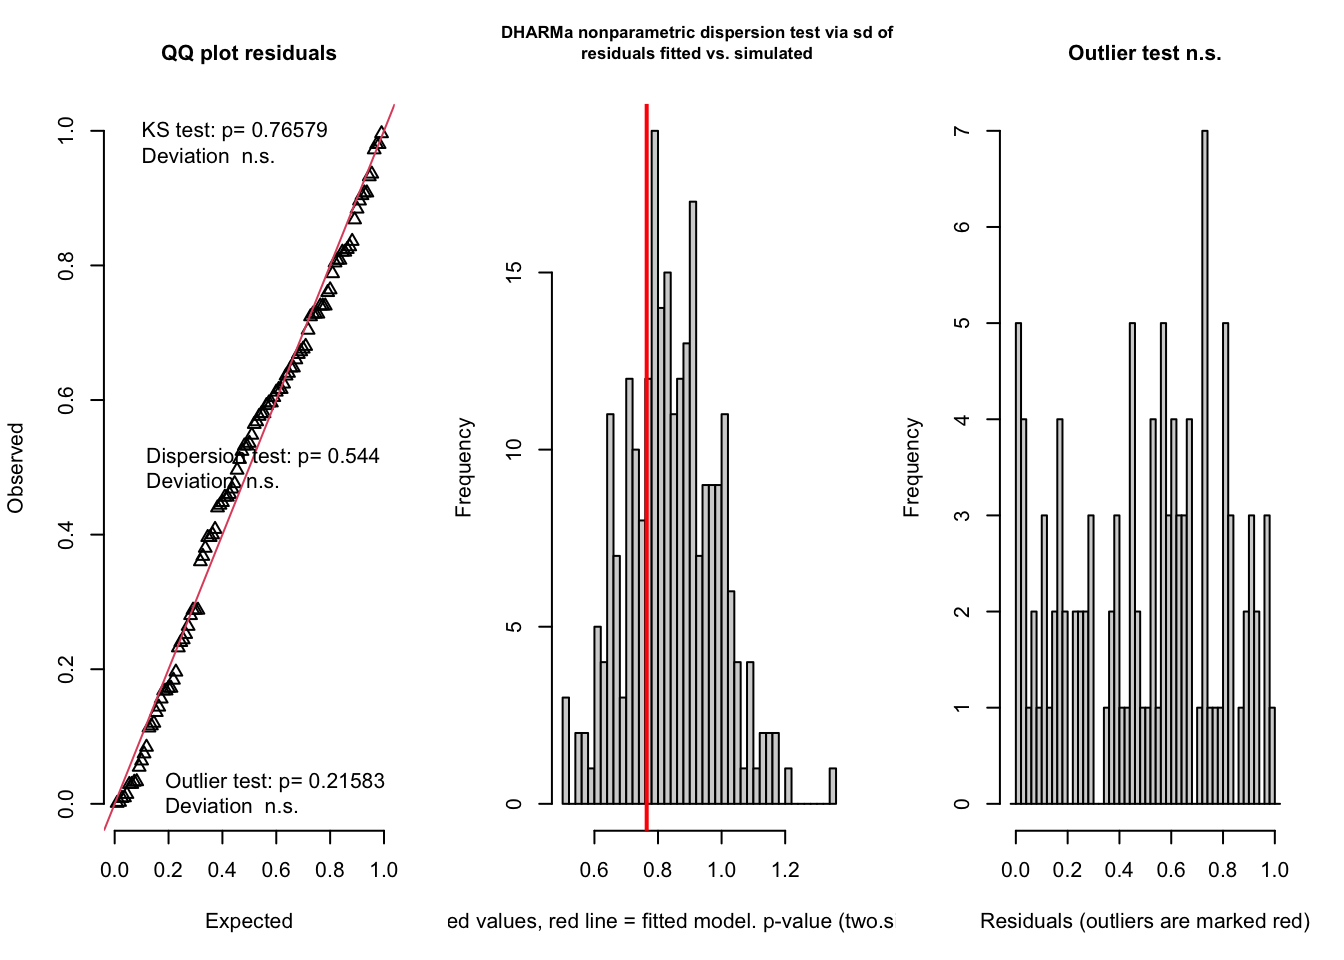 QQ plot residuals
KS test: p= 0.76579
Deviation n.s.
Dispersion test: p= 0.544
Deviation n.s.
Outlier test: p= 0.21583
Deviation n.s.
Observed
0.0 0.2 0.4 0.6 0.8 1.0
0.0 0.2 0.4 0.6 0.8 1.0
Expected
DHARMa nonparametric dispersion test via sd of
residuals fitted vs. simulated
Frequency
0 5 10 15
0.6 0.8 1.0 1.2
ed values, red line = fitted model. p-value (two.s
Outlier test n.s.
Frequency
0 1 2 3 4 5 6 7
0.0 0.2 0.4 0.6 0.8 1.0
Residuals (outliers are marked red)